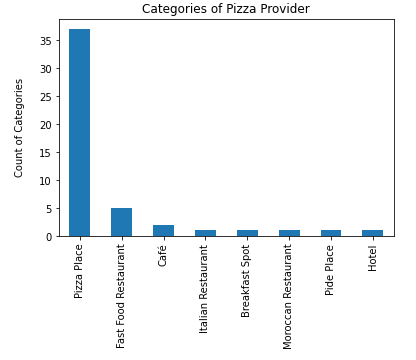 Categories of Pizza Provider
Count of Categories
35
30
25
20
15
10
5
0
Pizza Place
Fast Food Restaurant
Café
Italian Restaurant
Breakfast Spot
Moroccan Restaurant
Pide Place
Hotel